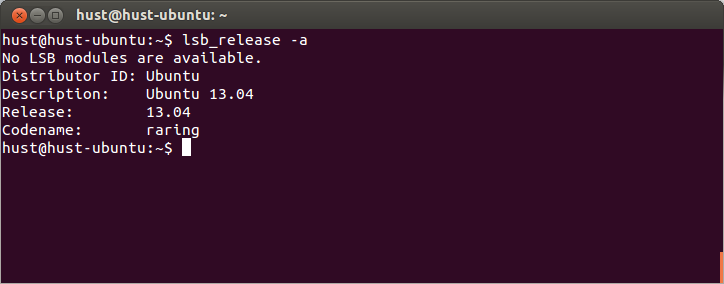 hust@hust-ubuntu: ~
hust@hust-ubuntu:~$ lsb_release -a
No LSB modules are available.
Distributor ID: Ubuntu
Description:    Ubuntu 13.04
Release:        13.04
Codename:       raring
hust@hust-ubuntu:~$